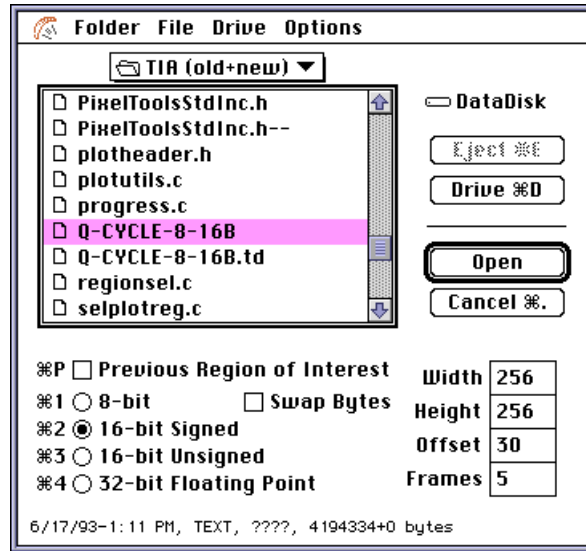 Folder File Drive Options
TIA (old+new)
PixelToolsStdInc.h
PixelToolsStdInc.h--
plotheader.h
plotutils.c
progress.c
Q-CYCLE-8-16B
Q-CYCLE-8-16B.td
regionsel.c
selplotreg.c
DataDisk
Eject ⌘E
Drive ⌘D
Open
Cancel ⌘.
⌘P Previous Region of Interest
⌘1 8-bit Swap Bytes
⌘2 16-bit Signed
⌘3 16-bit Unsigned
⌘4 32-bit Floating Point
Width 256
Height 256
Offset 30
Frames 5
6/17/93-1:11 PM, TEXT, ????, 4194334+0 bytes